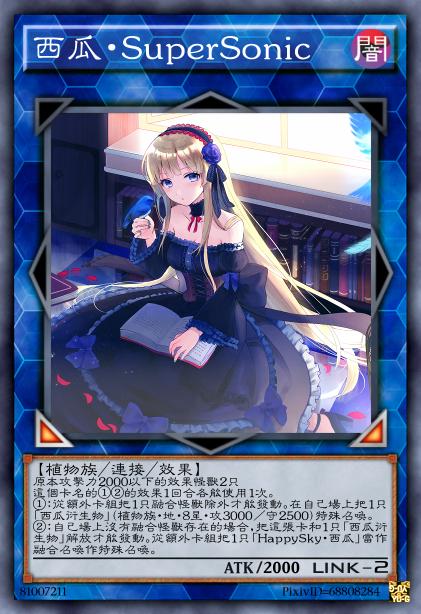 西瓜·SuperSonic
闇
【植物族/連接/效果】
原本攻擊力2000以下的效果怪獸2只
這個卡名的①②的效果1回合各能使用1次。
①:從額外卡組把1只融合怪獸除外才能發動。在自己場上把1只
「西瓜衍生物」(植物族·地·8星·攻3000／守2500)特殊召喚。
②:自己場上沒有融合怪獸存在的場合,把這張卡和1只「西瓜衍
生物」解放才能發動。從額外卡組把1只「HappySky·西瓜」當作
融合召喚作特殊召喚。
ATK/2000 LINK-2
81007211 PixivID=68808284